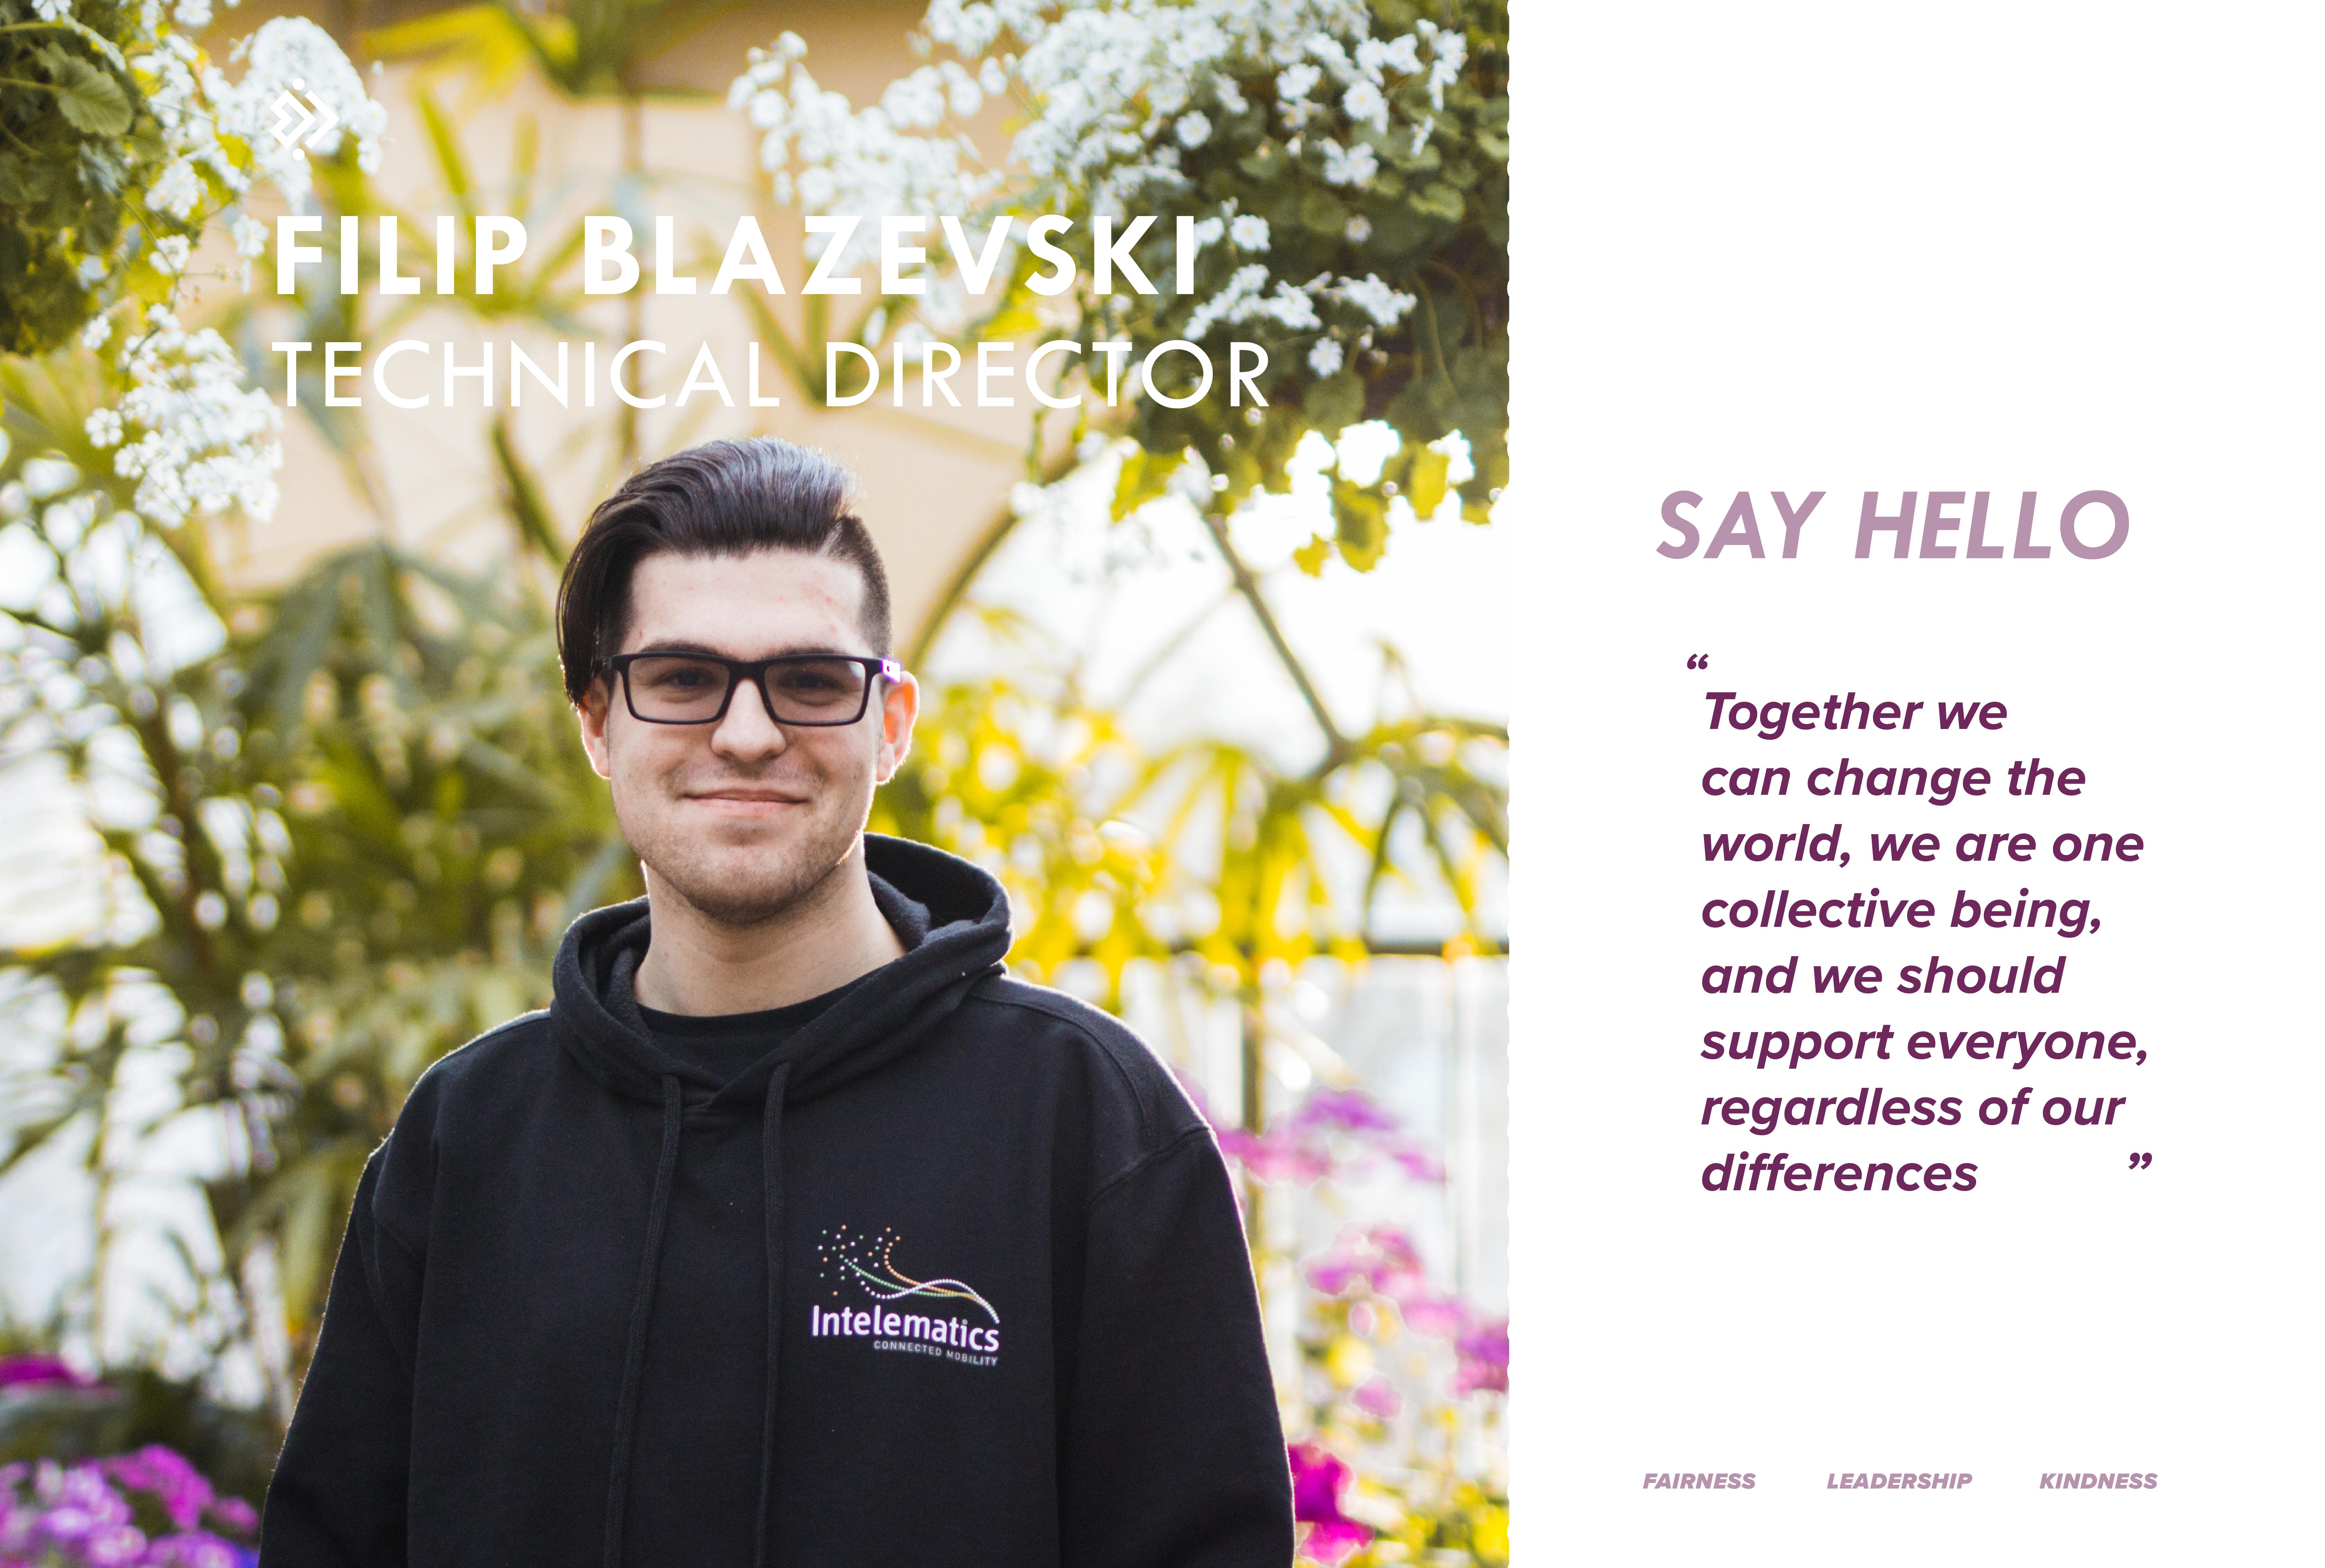 FILIP BLAZEVSKI
TECHNICAL DIRECTOR
Intelematics
CONNECTED MOBILITY
SAY HELLO
“
Together we
can change the
world, we are one
collective being,
and we should
support everyone,
regardless of our
differences ”
FAIRNESS LEADERSHIP KINDNESS